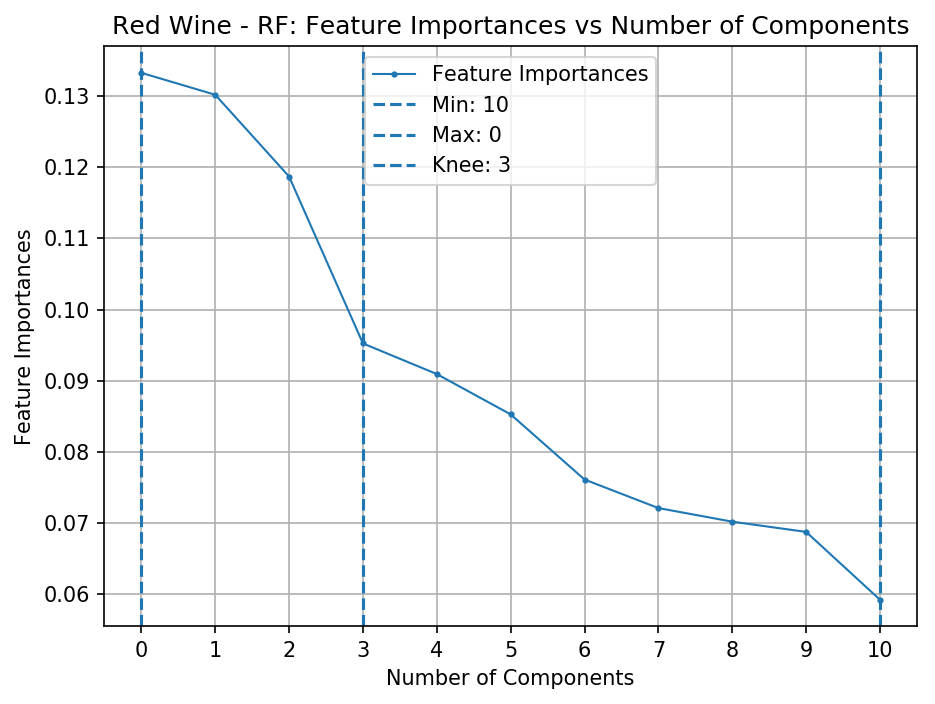 Red Wine - RF: Feature Importances vs Number of Components
Feature Importances
Min: 10
Max: 0
Knee: 3
0.13
0.12
0.11
0.10
0.09
0.08
0.07
0.06
Feature Importances
0 1 2 3 4 5 6 7 8 9 10
Number of Components